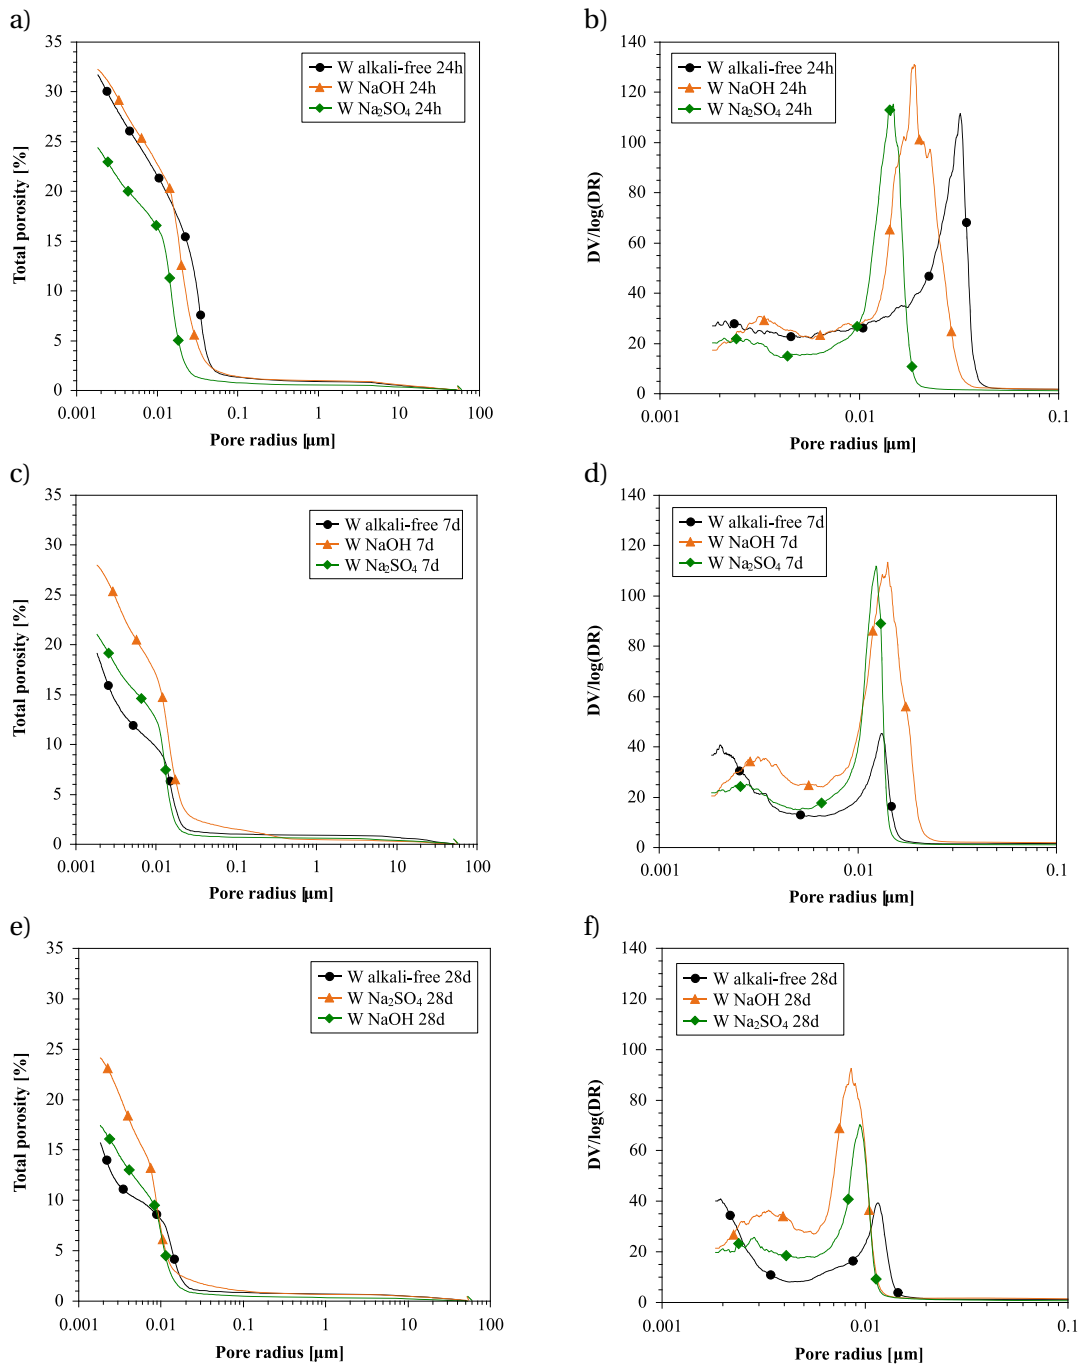 a)
35
30
25
20
15
10
5
0
Total porosity [%]
W alkali-free 24h
W NaOH 24h
W Na₂SO₄ 24h
0.001 0.01 0.1 1 10 100
Pore radius [µm]
b)
140
120
100
80
60
40
20
0
DV/log(DR)
W alkali-free 24h
W NaOH 24h
W Na₂SO₄ 24h
0.001 0.01 0.1
Pore radius [µm]
c)
35
30
25
20
15
10
5
0
Total porosity [%]
W alkali-free 7d
W NaOH 7d
W Na₂SO₄ 7d
0.001 0.01 0.1 1 10 100
Pore radius [µm]
d)
140
120
100
80
60
40
20
0
DV/log(DR)
W alkali-free 7d
W NaOH 7d
W Na₂SO₄ 7d
0.001 0.01 0.1
Pore radius [µm]
e)
35
30
25
20
15
10
5
0
Total porosity [%]
W alkali-free 28d
W Na₂SO₄ 28d
W NaOH 28d
0.001 0.01 0.1 1 10 100
Pore radius [µm]
f)
140
120
100
80
60
40
20
0
DV/log(DR)
W alkali-free 28d
W NaOH 28d
W Na₂SO₄ 28d
0.001 0.01 0.1
Pore radius [µm]